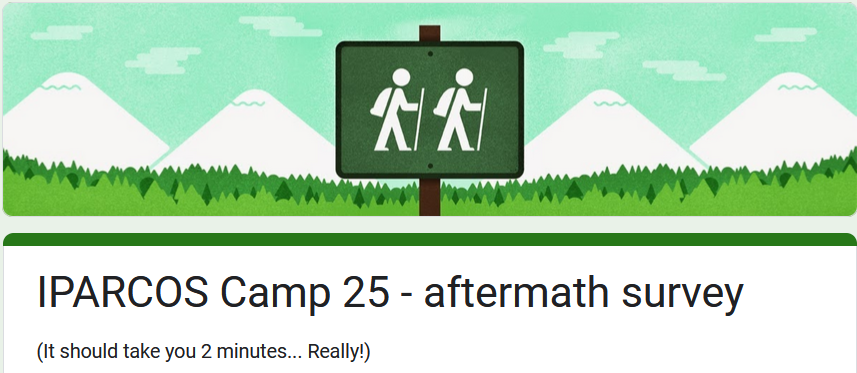 IPARCOS Camp 25 - aftermath survey
(It should take you 2 minutes... Really!)